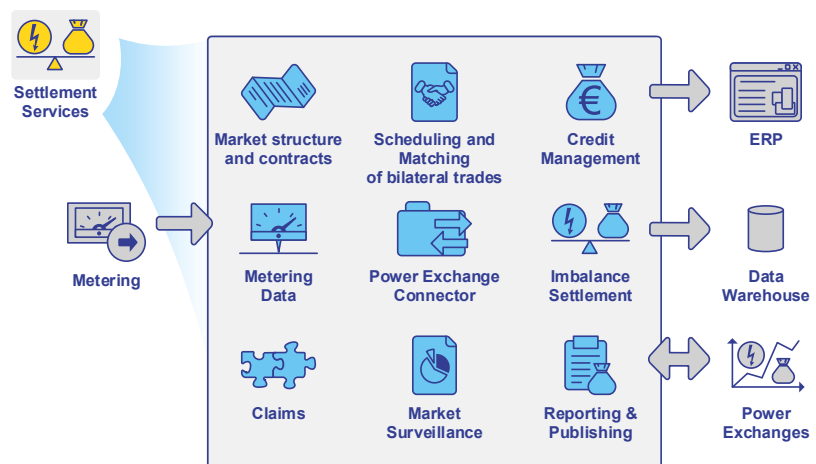 Settlement
Services
Market structure
and contracts
Scheduling and
Matching
of bilateral trades
Credit
Management
ERP
Metering
Metering
Data
Power Exchange
Connector
Imbalance
Settlement
Data
Warehouse
Claims
Market
Surveillance
Reporting &
Publishing
Power
Exchanges